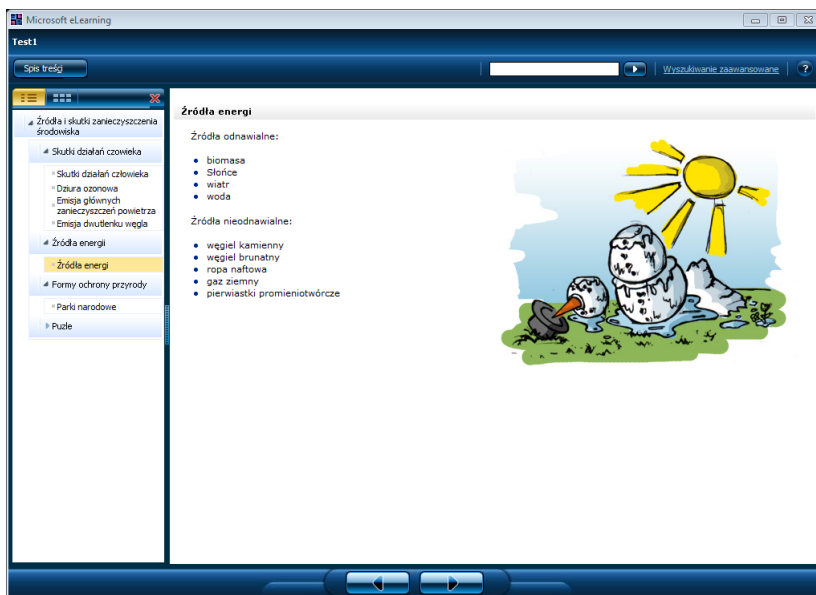 Microsoft eLearning
Test1
Spis treśgi
Wyszukiwanie zaawansowane
?
Źródła i skutki zanieczyszczenia
środowiska
Skutki działań czowieka
Skutki działań człowieka
Dziura ozonowa
Emisja głównych
zanieczyszczeń powietrza
Emisja dwutlenku węgla
Źródła energii
Źródła energi
Formy ochrony przyrody
Parki narodowe
Puzle
Źródła energi
Źródła odnawialne:
biomasa
Słońce
wiatr
woda
Źródła nieodnawialne:
węgiel kamienny
węgiel brunatny
ropa naftowa
gaz ziemny
pierwiastki promieniotwórcze